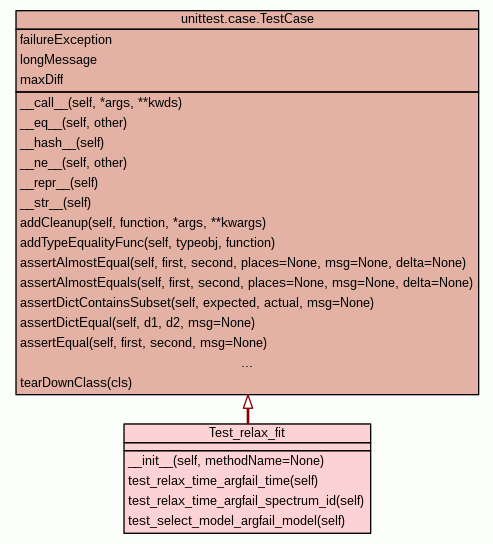 unittest.case.TestCase
failureException
longMessage
maxDiff
__call__(self, *args, **kwds)
__eq__(self, other)
__hash__(self)
__ne__(self, other)
__repr__(self)
__str__(self)
addCleanup(self, function, *args, **kwargs)
addTypeEqualityFunc(self, typeobj, function)
assertAlmostEqual(self, first, second, places=None, msg=None, delta=None)
assertAlmostEquals(self, first, second, places=None, msg=None, delta=None)
assertDictContainsSubset(self, expected, actual, msg=None)
assertDictEqual(self, d1, d2, msg=None)
assertEqual(self, first, second, msg=None)
...
tearDownClass(cls)
Test_relax_fit
__init__(self, methodName=None)
test_relax_time_argfail_time(self)
test_relax_time_argfail_spectrum_id(self)
test_select_model_argfail_model(self)